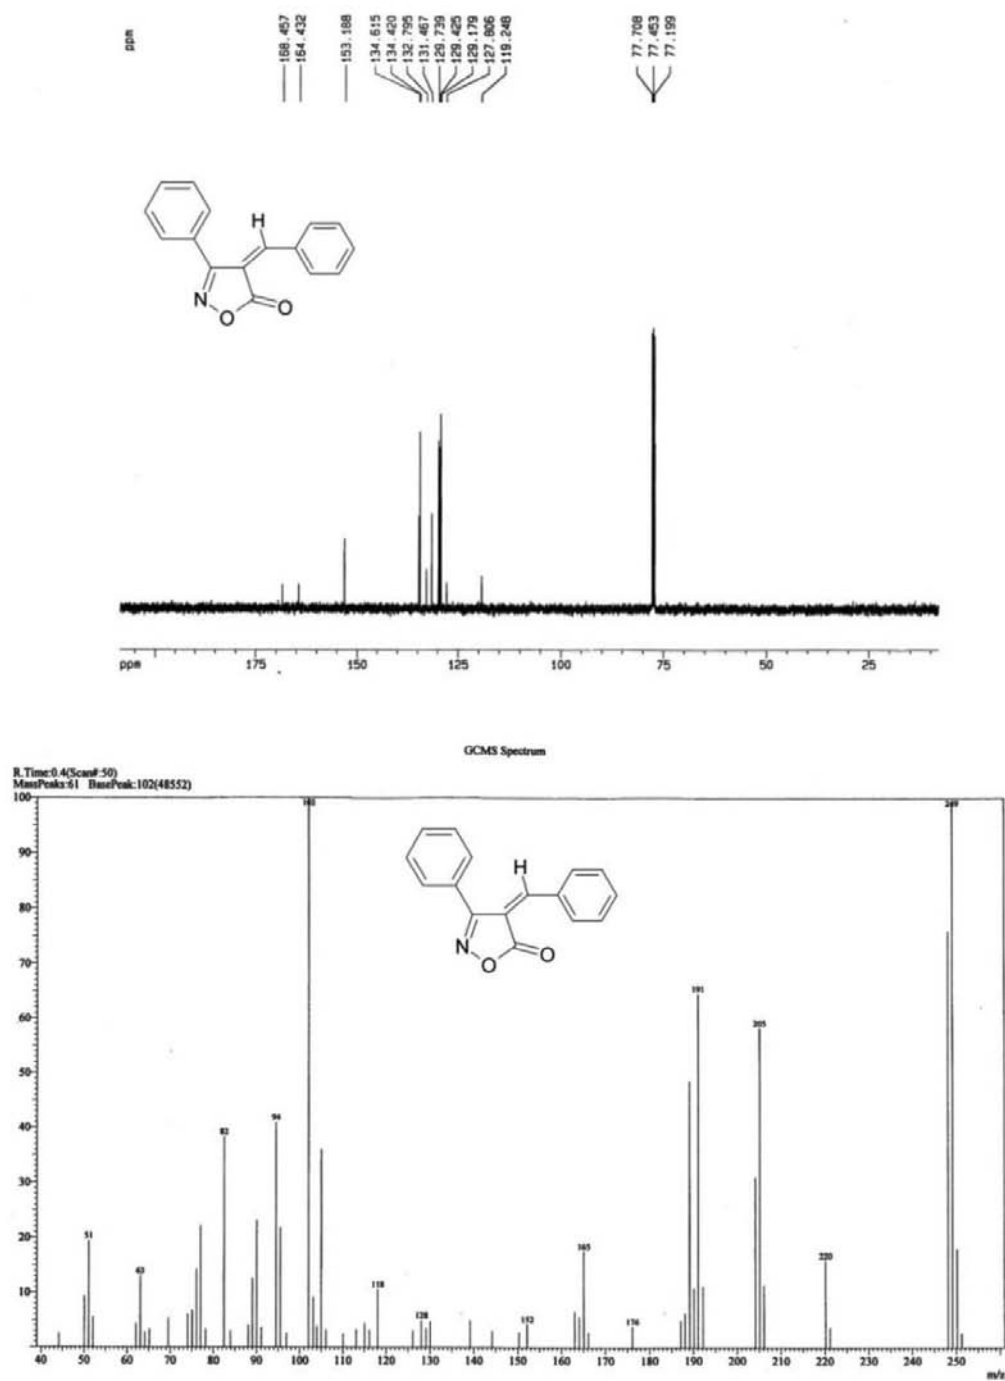 ppm
168.457
164.432
153.188
134.615
134.420
132.795
131.467
129.739
129.425
129.179
127.806
119.248
77.708
77.453
77.199
H
N
O
O
ppm 175 150 125 100 75 50 25
GCMS Spectrum
R.Time:0.4(Scan#:50)
MassPeaks:61 BasePeak:102(48552)
100
90
80
70
60
50
40
30
20
10
102
249
191
205
94
82
51
63
165
220
118
128
152
176
H
N
O
O
40 50 60 70 80 90 100 110 120 130 140 150 160 170 180 190 200 210 220 230 240 250